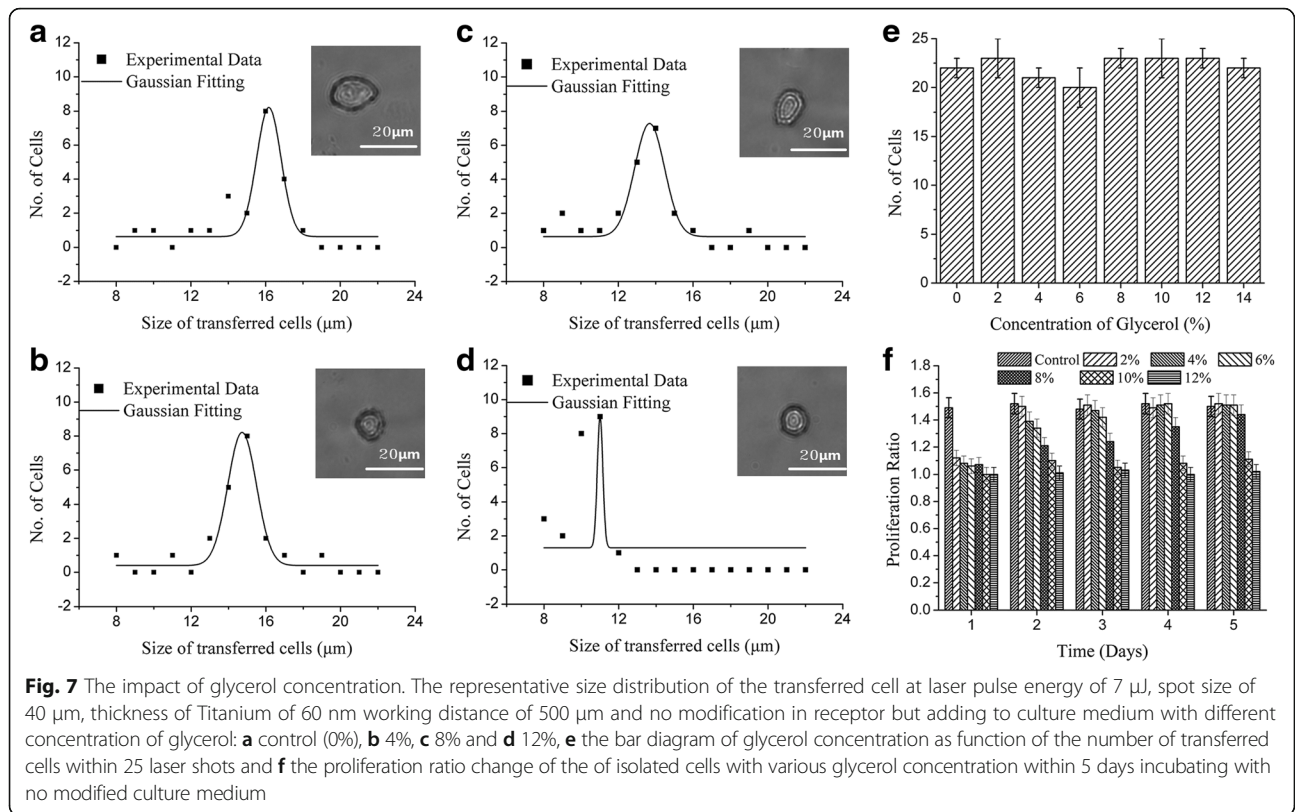 a
12
10
8
6
4
2
0
-2
No. of Cells
Experimental Data
Gaussian Fitting
20μm
8 12 16 20 24
Size of transferred cells (μm)
b
12
10
8
6
4
2
0
-2
No. of Cells
Experimental Data
Gaussian Fitting
20μm
8 12 16 20 24
Size of transferred cells (μm)
c
12
10
8
6
4
2
0
-2
No. of Cells
Experimental Data
Gaussian Fitting
20μm
8 12 16 20 24
Size of transferred cells (μm)
d
12
10
8
6
4
2
0
-2
No. of Cells
Experimental Data
Gaussian Fitting
20μm
8 12 16 20 24
Size of transferred cells (μm)
e
25
20
15
10
5
0
No. of Cells
0 2 4 6 8 10 12 14
Concentration of Glycerol (%)
f
Control 2% 4% 6%
8% 10% 12%
1.8
1.6
1.4
1.2
1.0
0.8
0.6
0.4
0.2
0.0
Proliferation Ratio
1 2 3 4 5
Time (Days)
Fig. 7 The impact of glycerol concentration. The representative size distribution of the transferred cell at laser pulse energy of 7 μJ, spot size of
40 μm, thickness of Titanium of 60 nm working distance of 500 μm and no modification in receptor but adding to culture medium with different
concentration of glycerol: a control (0%), b 4%, c 8% and d 12%, e the bar diagram of glycerol concentration as function of the number of transferred
cells within 25 laser shots and f the proliferation ratio change of the of isolated cells with various glycerol concentration within 5 days incubating with
no modified culture medium